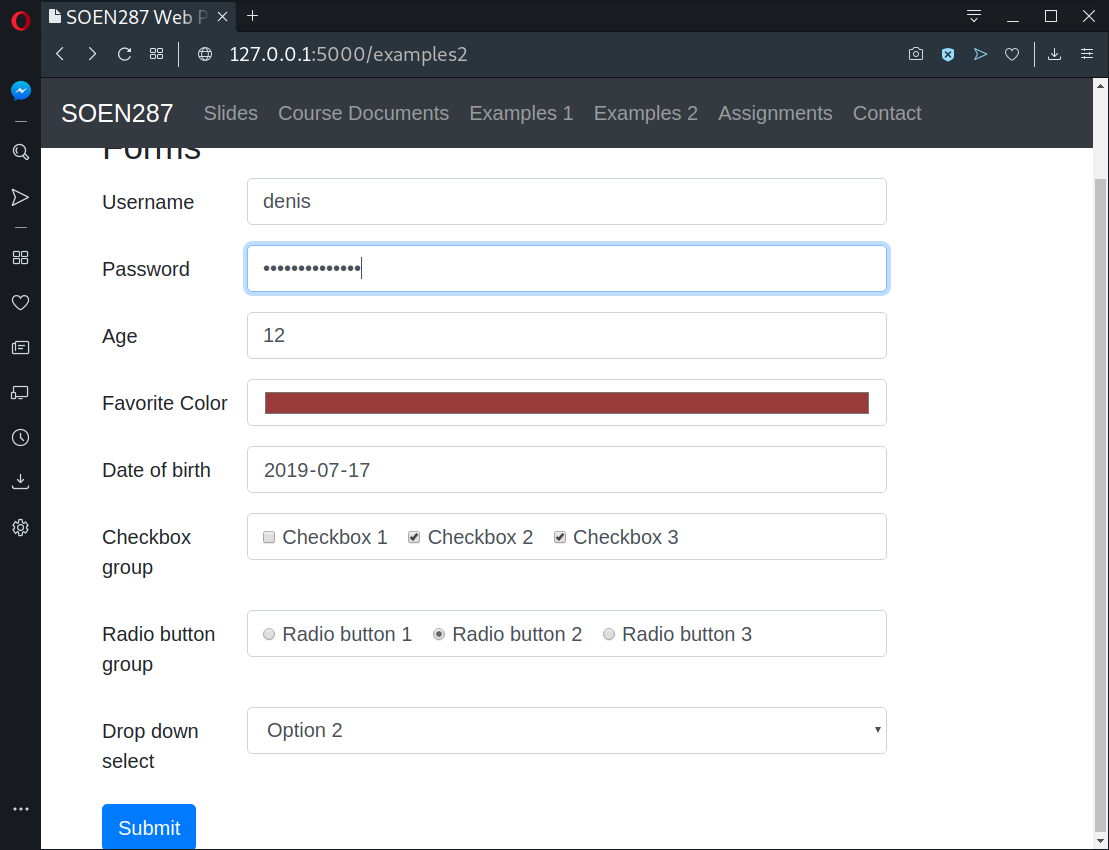 SOEN287 Web P
127.0.0.1:5000/examples2
SOEN287 Slides Course Documents Examples 1 Examples 2 Assignments Contact
Forms
Username denis
Password ••••••••••••••
Age 12
Favorite Color
Date of birth 2019-07-17
Checkbox Checkbox 1 Checkbox 2 Checkbox 3
group
Radio button Radio button 1 Radio button 2 Radio button 3
group
Drop down Option 2
select
Submit